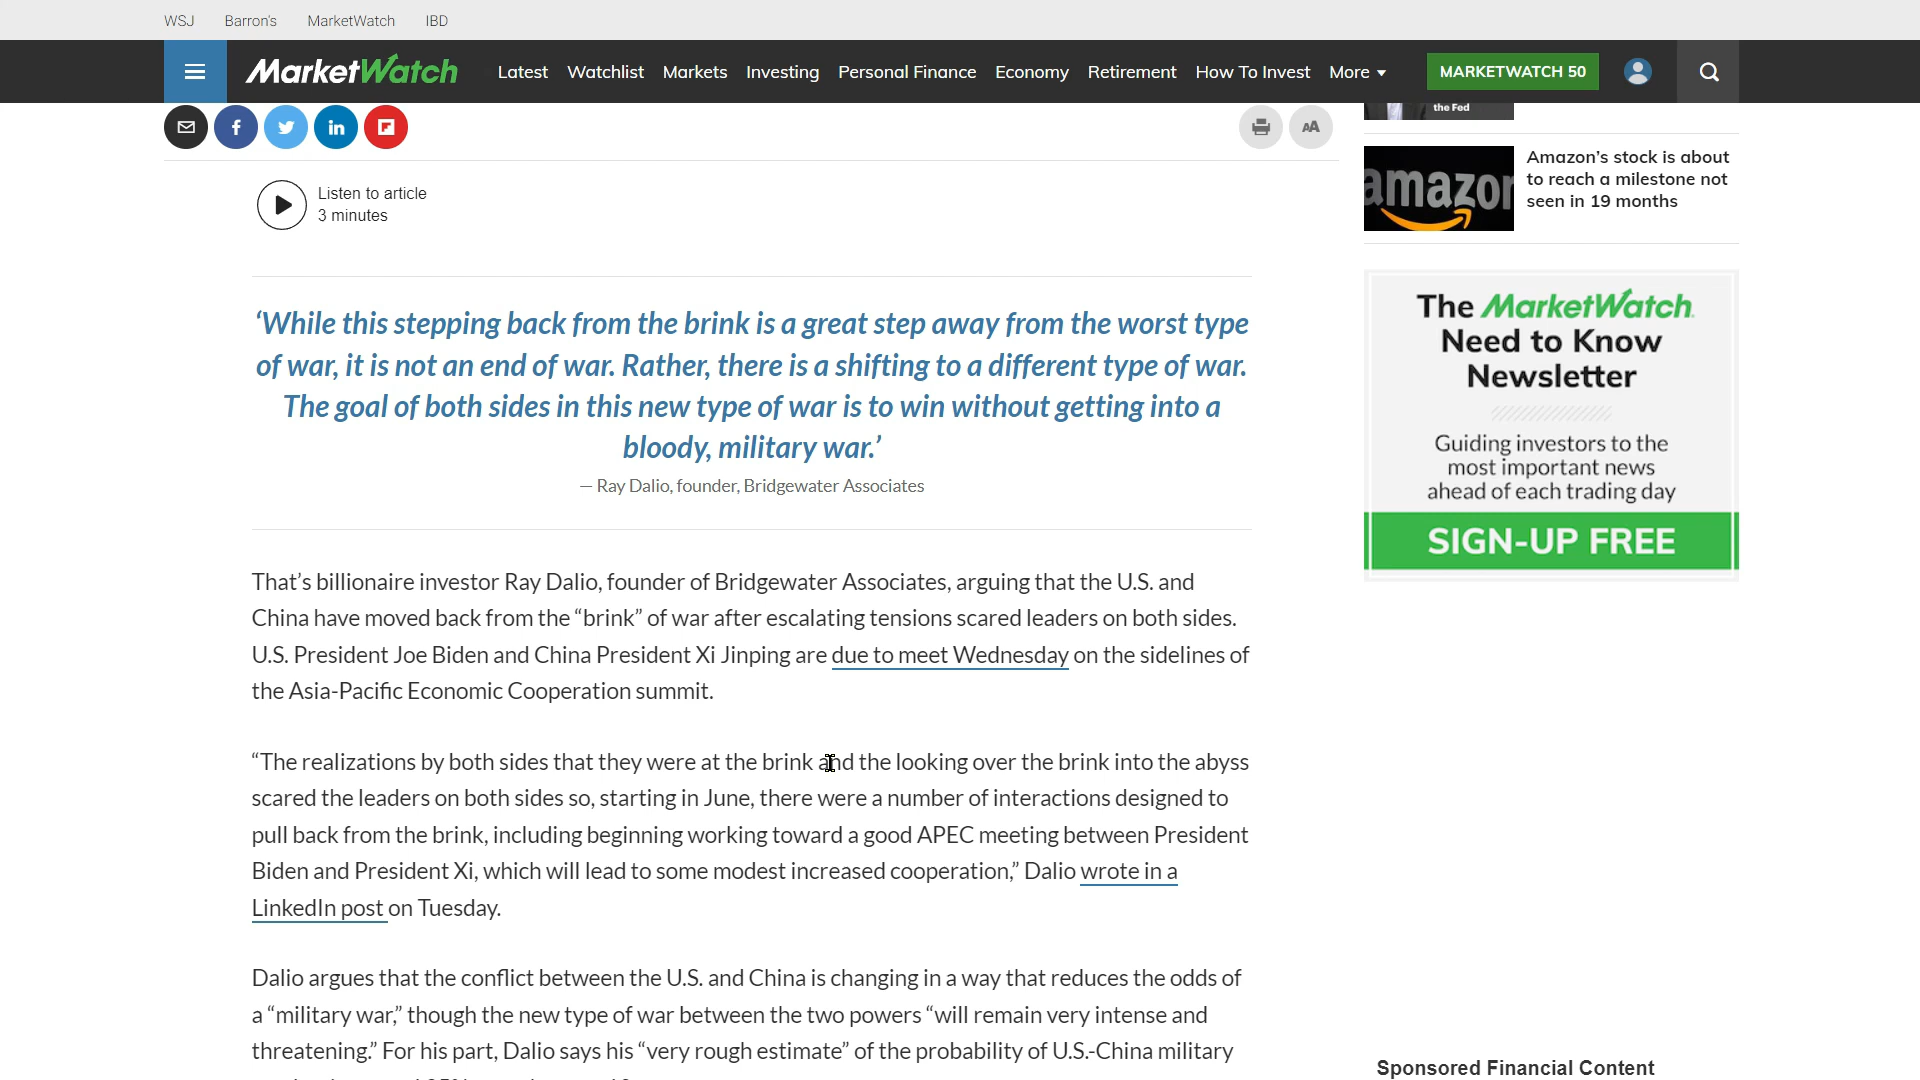 WSJ Barron's MarketWatch IBD
MarketWatch Latest Watchlist Markets Investing Personal Finance Economy Retirement How To Invest More MARKETWATCH 50
f in AA
Listen to article
3 minutes
‘While this stepping back from the brink is a great step away from the worst type
of war, it is not an end of war. Rather, there is a shifting to a different type of war.
The goal of both sides in this new type of war is to win without getting into a
bloody, military war.’
— Ray Dalio, founder, Bridgewater Associates
That’s billionaire investor Ray Dalio, founder of Bridgewater Associates, arguing that the U.S. and
China have moved back from the “brink” of war after escalating tensions scared leaders on both sides.
U.S. President Joe Biden and China President Xi Jinping are due to meet Wednesday on the sidelines of
the Asia-Pacific Economic Cooperation summit.
“The realizations by both sides that they were at the brink and the looking over the brink into the abyss
scared the leaders on both sides so, starting in June, there were a number of interactions designed to
pull back from the brink, including beginning working toward a good APEC meeting between President
Biden and President Xi, which will lead to some modest increased cooperation,” Dalio wrote in a
LinkedIn post on Tuesday.
Dalio argues that the conflict between the U.S. and China is changing in a way that reduces the odds of
a “military war,” though the new type of war between the two powers “will remain very intense and
threatening.” For his part, Dalio says his “very rough estimate” of the probability of U.S.-China military
the Fed
amazon
Amazon’s stock is about
to reach a milestone not
seen in 19 months
The MarketWatch
Need to Know
Newsletter
Guiding investors to the
most important news
ahead of each trading day
SIGN-UP FREE
Sponsored Financial Content